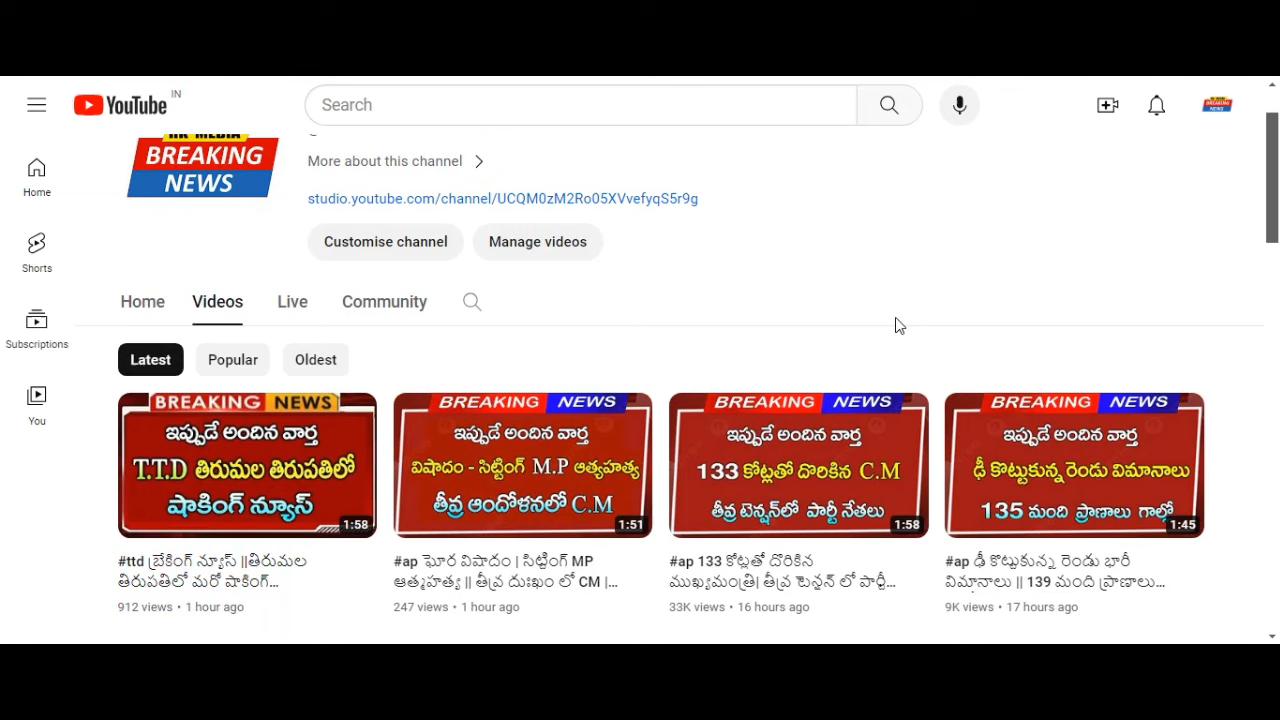 YouTube IN
Search
BREAKING
NEWS
More about this channel
studio.youtube.com/channel/UCQM0zM2Ro05XVvefyqS5r9g
Customise channel
Manage videos
Home
Shorts
Subscriptions
You
Home
Videos
Live
Community
Latest
Popular
Oldest
BREAKING NEWS
ఇప్పుడే అందిన వార్త
T.T.D తిరుమల తిరుపతిలో
షాకింగ్ న్యూస్
1:58
#ttd బ్రేకింగ్ న్యూస్ ||తిరుమల
తిరుపతిలో మరో షాకింగ్...
912 views • 1 hour ago
BREAKING NEWS
ఇప్పుడే అందిన వార్త
విషాదం - సిట్టింగ్ M.P ఆత్యహత్య
తీవ్ర ఆందోళనలో C.M
1:51
#ap ఘోర విషాదం | సిట్టింగ్ MP
ఆత్మహత్య || తీవ్ర దుఃఖం లో CM |...
247 views • 1 hour ago
BREAKING NEWS
ఇప్పుడే అందిన వార్త
133 కోట్లతో దొరికిన C.M
తీవ్ర టెన్షన్‌లో పార్టీ నేతలు
1:58
#ap 133 కోట్లతో దొరికిన
ముఖ్యమంత్రి| తీవ్ర టెన్షన్ లో పార్టీ...
33K views • 16 hours ago
BREAKING NEWS
ఇప్పుడే అందిన వార్త
ఢీ కొట్టుకున్న రెండు విమానాలు
135 మంది ప్రాణాలు గాల్లో
1:45
#ap ఢీ కొట్టుకున్న రెండు భారీ
విమానాలు || 139 మంది ప్రాణాలు...
9K views • 17 hours ago